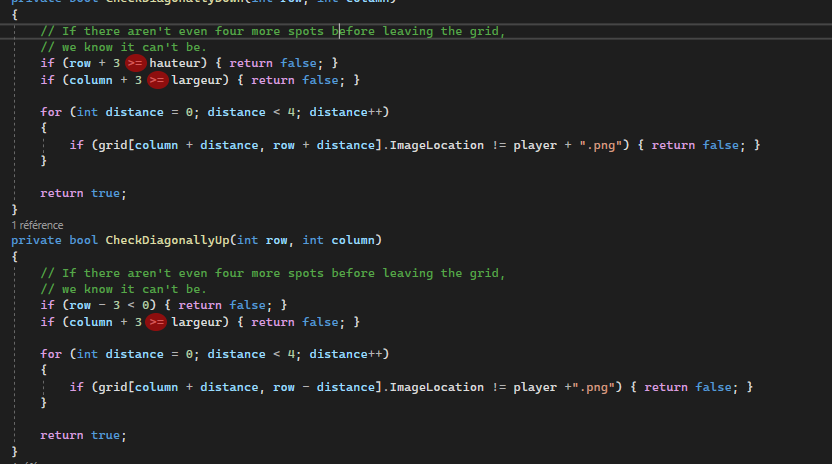 private bool CheckDiagonallyDown(int row, int column)
{
// If there aren't even four more spots before leaving the grid,
// we know it can't be.
if (row + 3 >= hauteur) { return false; }
if (column + 3 >= largeur) { return false; }
for (int distance = 0; distance < 4; distance++)
{
if (grid[column + distance, row + distance].ImageLocation != player + ".png") { return false; }
}
return true;
}
1 référence
private bool CheckDiagonallyUp(int row, int column)
{
// If there aren't even four more spots before leaving the grid,
// we know it can't be.
if (row - 3 < 0) { return false; }
if (column + 3 >= largeur) { return false; }
for (int distance = 0; distance < 4; distance++)
{
if (grid[column + distance, row - distance].ImageLocation != player +".png") { return false; }
}
return true;
}